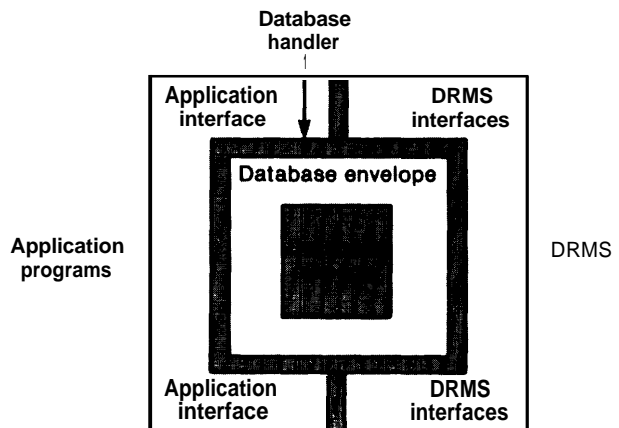 Database
handler
Application
interface
DRMS
interfaces
Database envelope
Application
programs
DRMS
Application
interface
DRMS
interfaces